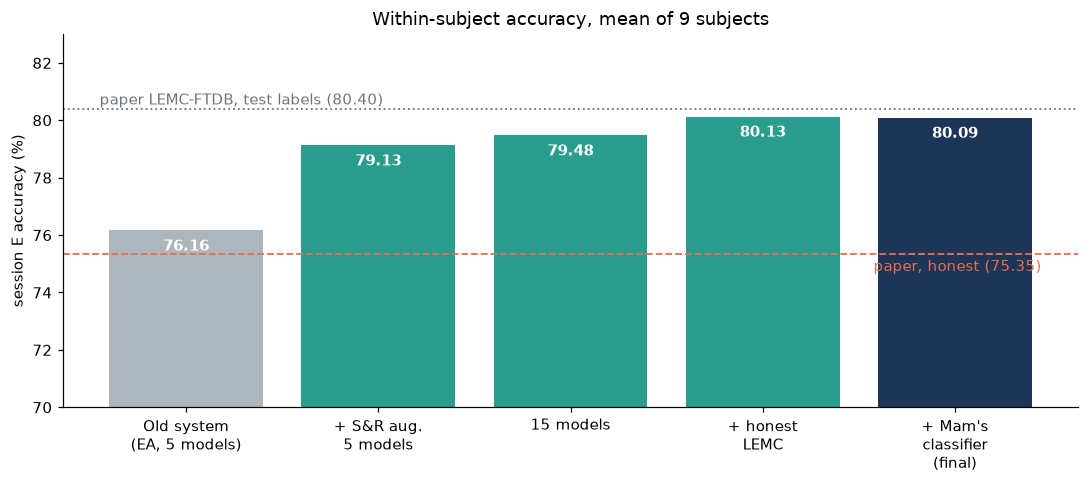 Within-subject accuracy, mean of 9 subjects
session E accuracy (%)
82
80
78
76
74
72
70
paper LEMC-FTDB, test labels (80.40)
76.16
79.13
79.48
80.13
80.09
paper, honest (75.35)
Old system
(EA, 5 models)
+ S&R aug.
5 models
15 models
+ honest
LEMC
+ Mam's
classifier
(final)